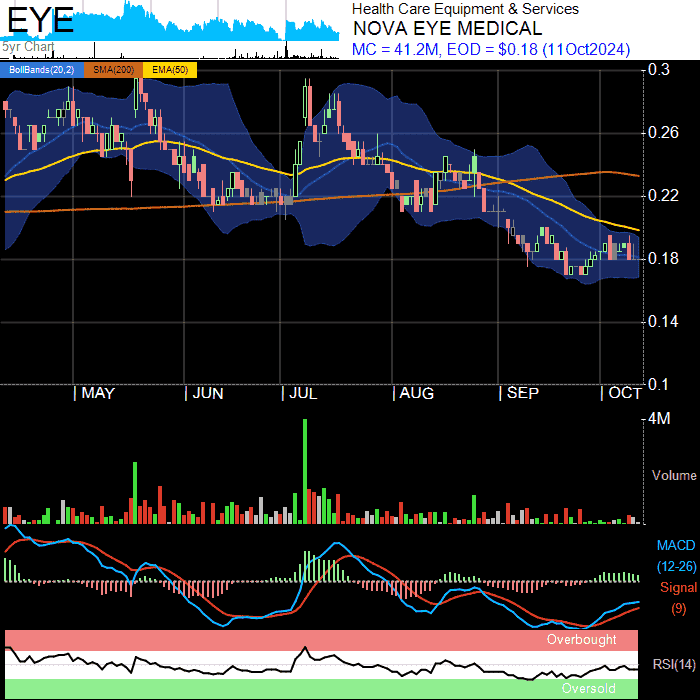 EYE
5yr Chart
Health Care Equipment & Services
NOVA EYE MEDICAL
MC = 41.2M, EOD = $0.18 (11Oct2024)
BollBands(20,2) SMA(200) EMA(50)
0.3
0.26
0.22
0.18
0.14
0.1
MAY JUN JUL AUG SEP OCT
4M
Volume
MACD
(12-26)
Signal
(9)
Overbought
RSI(14)
Oversold